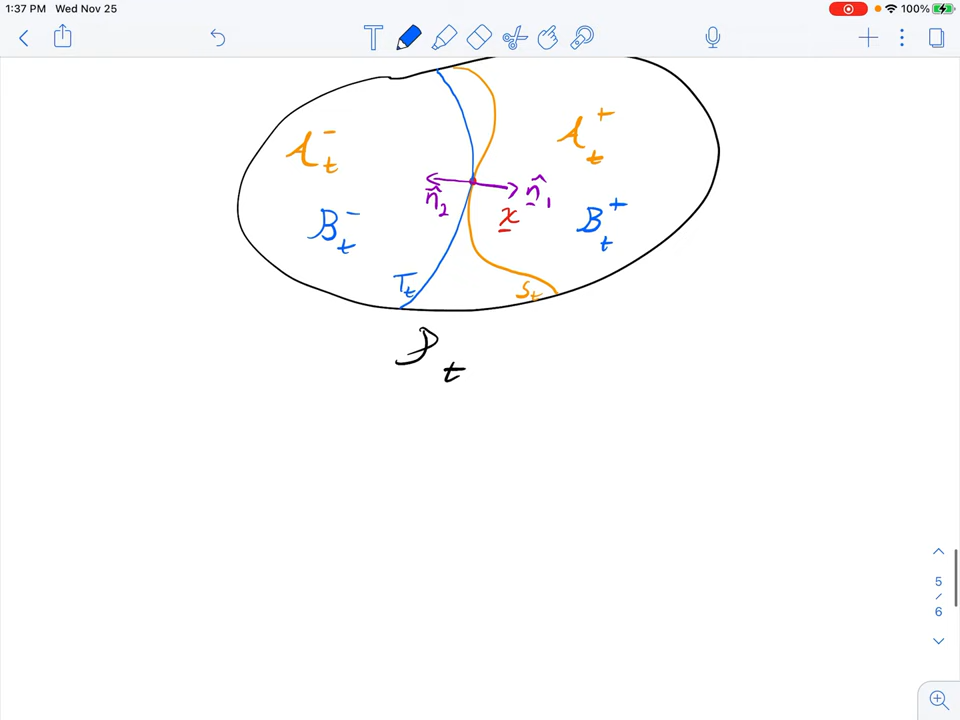 1:37 PM Wed Nov 25
100%
T
A_t^-
A_t^+
n̂_2
n̂_1
x
B_t^-
B_t^+
T_t
S_t
P_t
5
/
6